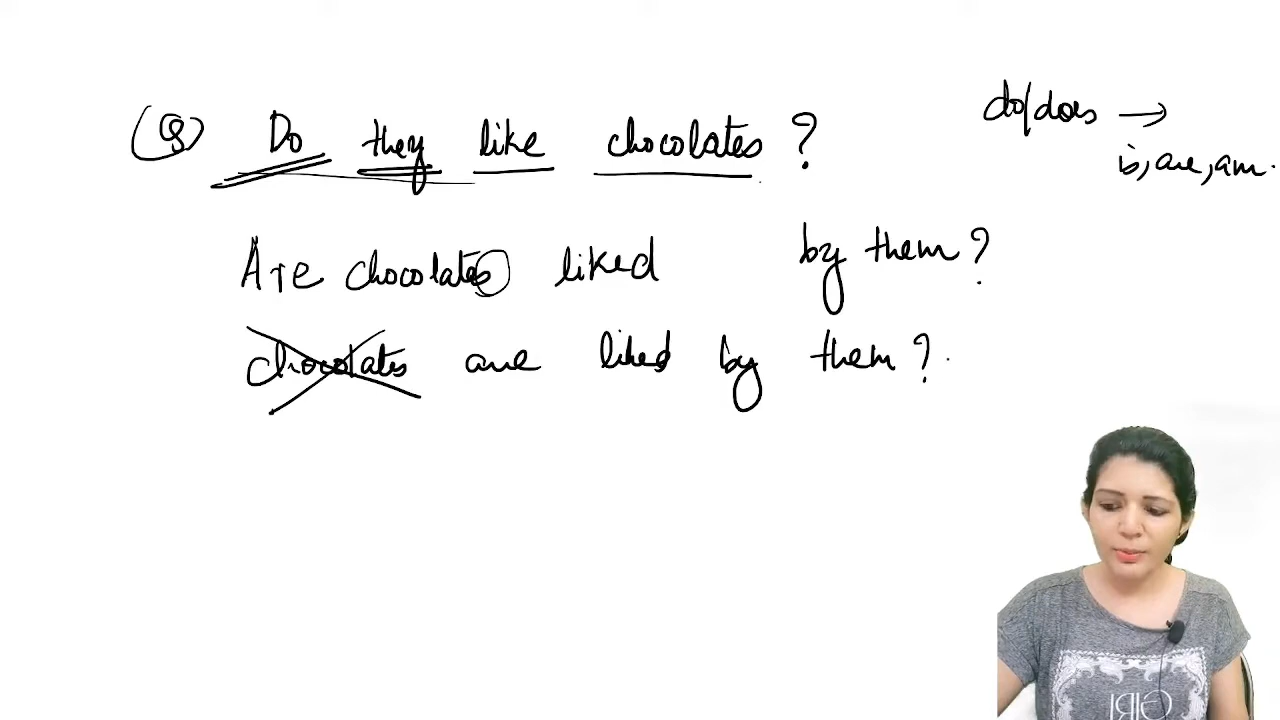 (Q) Do they like chocolates ?
do/does →
is, are, am.
Are chocolates liked by them ?
chocolates are liked by them ?